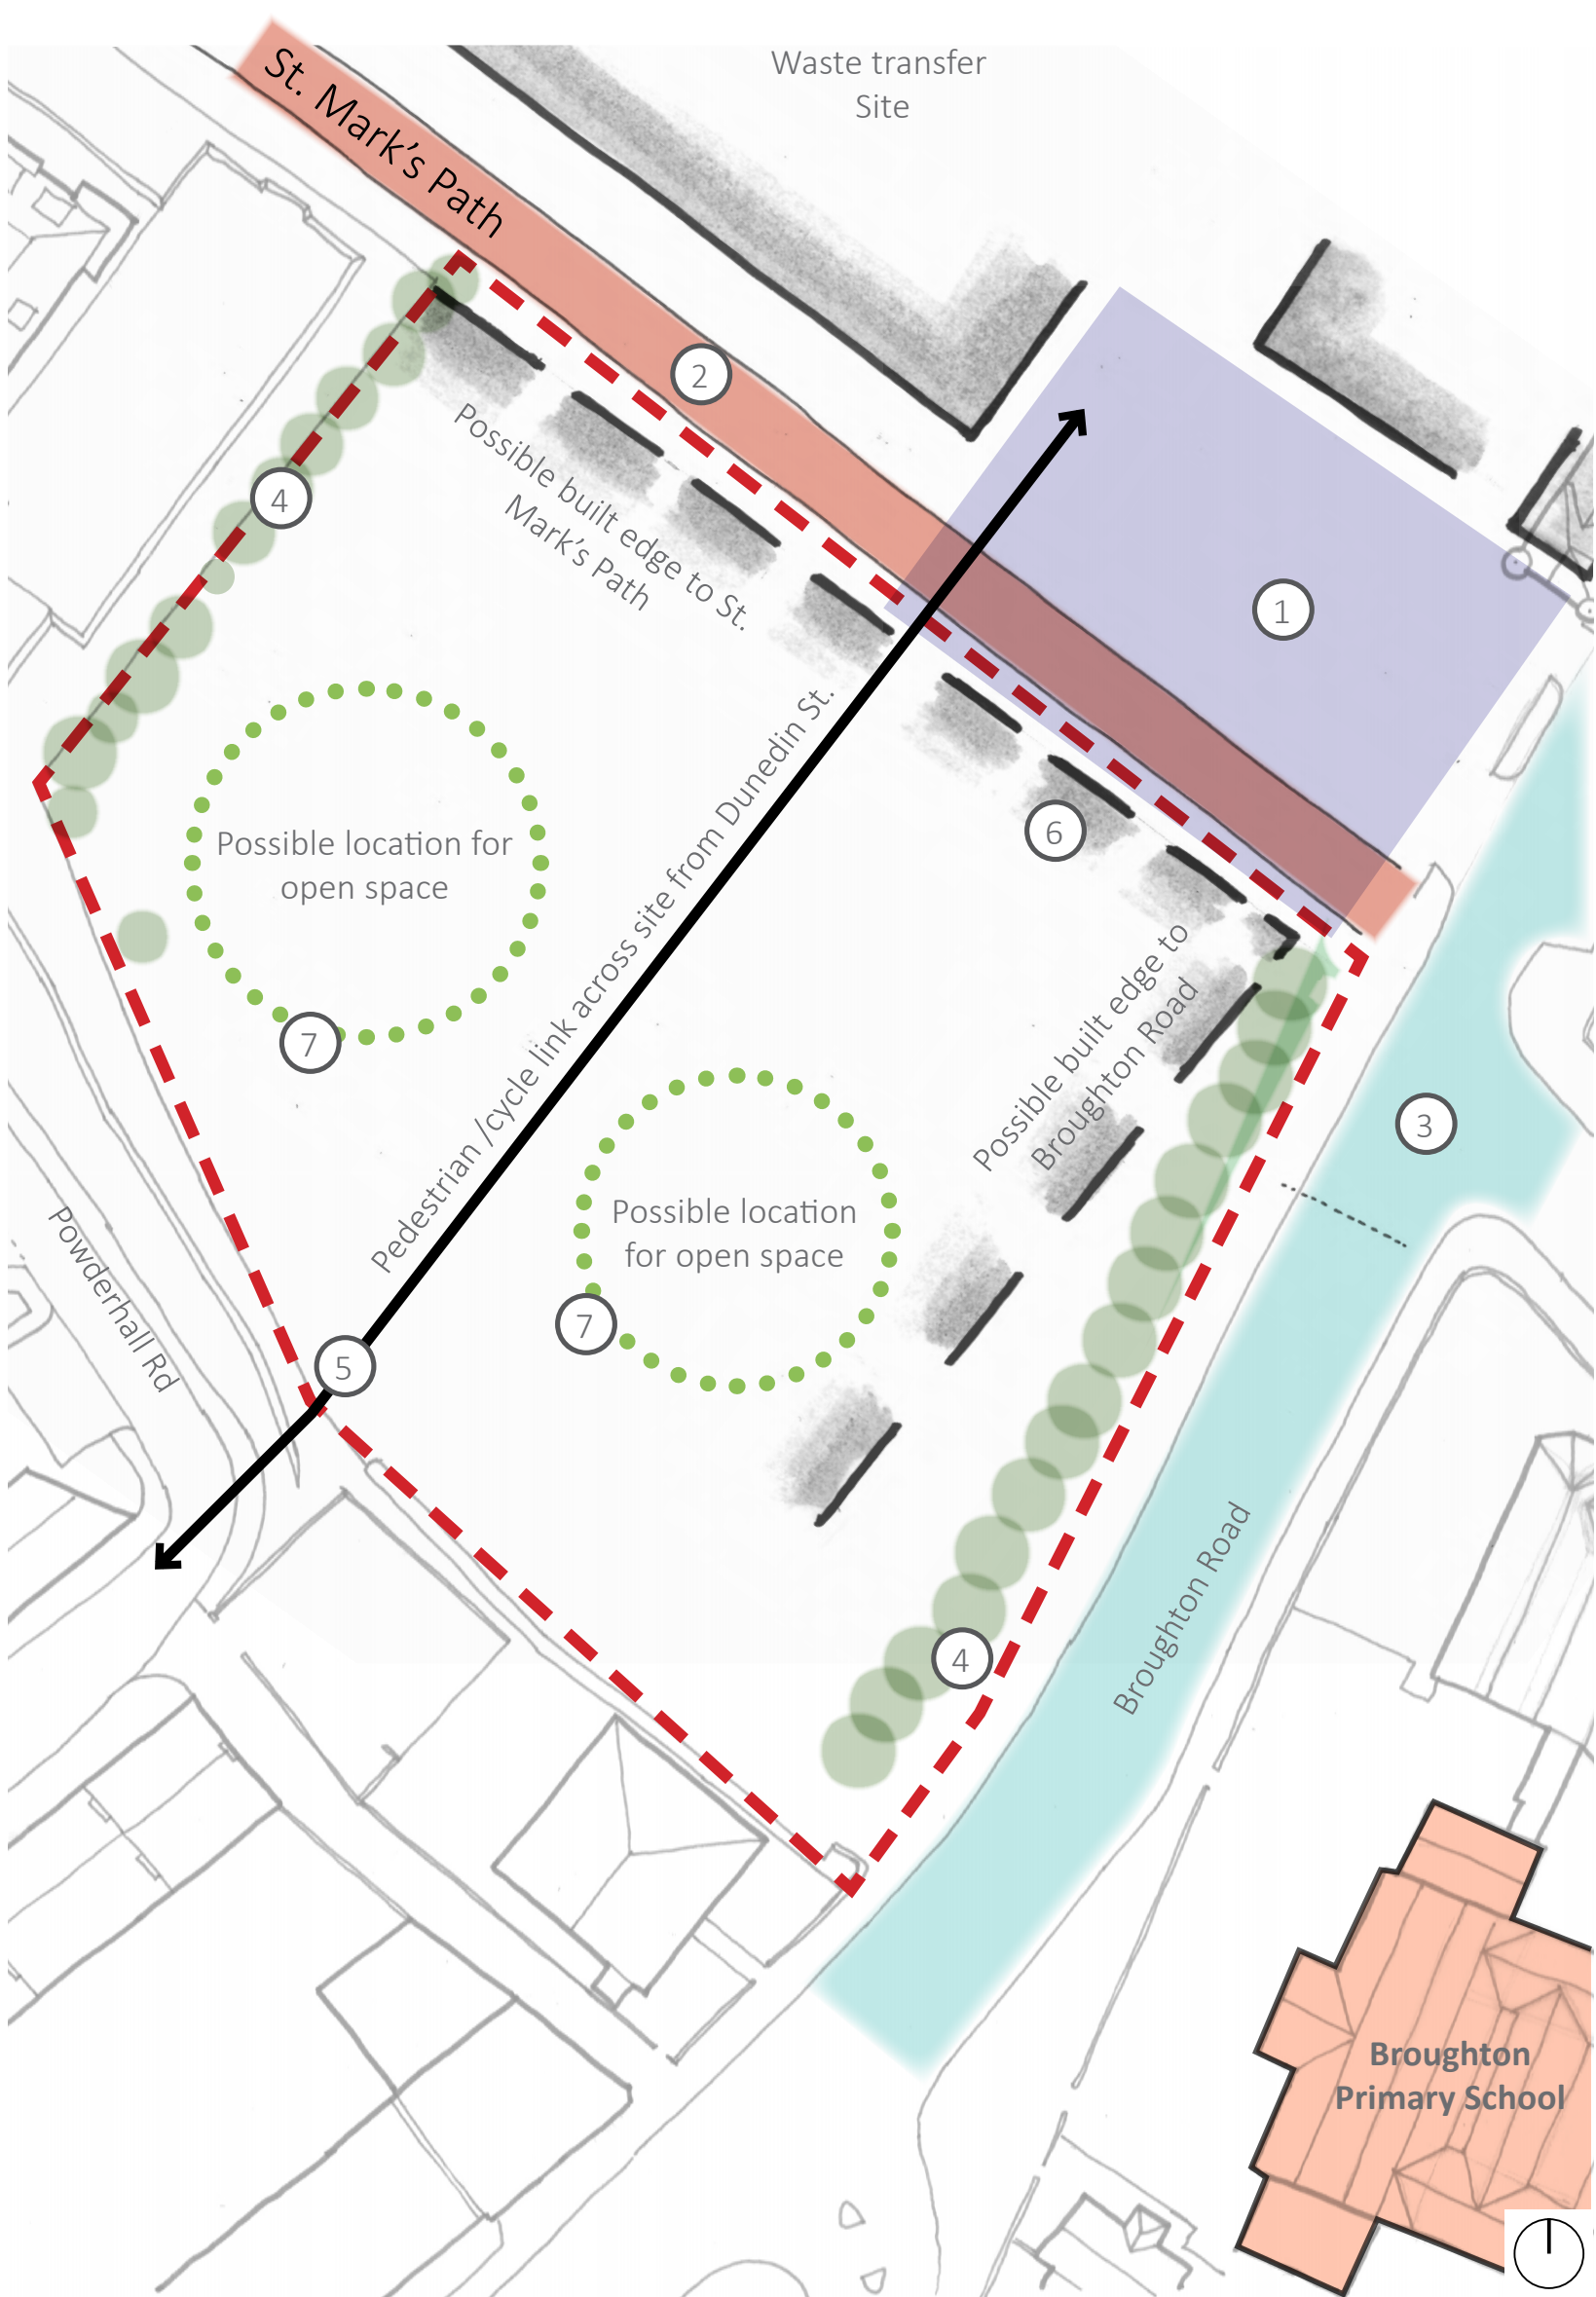 Waste transfer
Site
St. Mark's Path
2
4
Possible built edge to St.
Mark's Path
1
6
Possible location for
open space
7
Pedestrian /cycle link across site from Dunedin St.
Possible built edge to
Broughton Road
3
Possible location
for open space
7
Powderhall Rd
5
4
Broughton Road
Broughton
Primary School